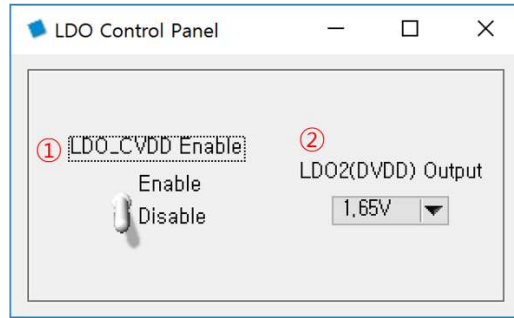 LDO Control Panel
① LDO_CVDD Enable
Enable
Disable
②
LDO2(DVDD) Output
1.65V